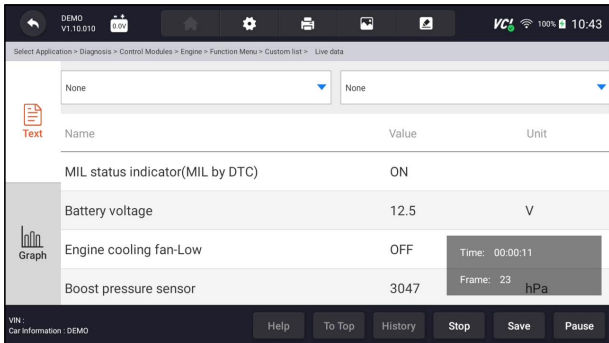 DEMO
V1.10.010
- +
0.0V
VCI
100%
10:43
Select Application > Diagnosis > Control Modules > Engine > Function Menu > Custom list > Live data
None
None
Text
Name Value Unit
MIL status indicator(MIL by DTC) ON
Battery voltage 12.5 V
Graph
Engine cooling fan-Low OFF
Time: 00:00:11
Frame: 23
Boost pressure sensor 3047 hPa
VIN :
Car Information : DEMO
Help To Top History Stop Save Pause